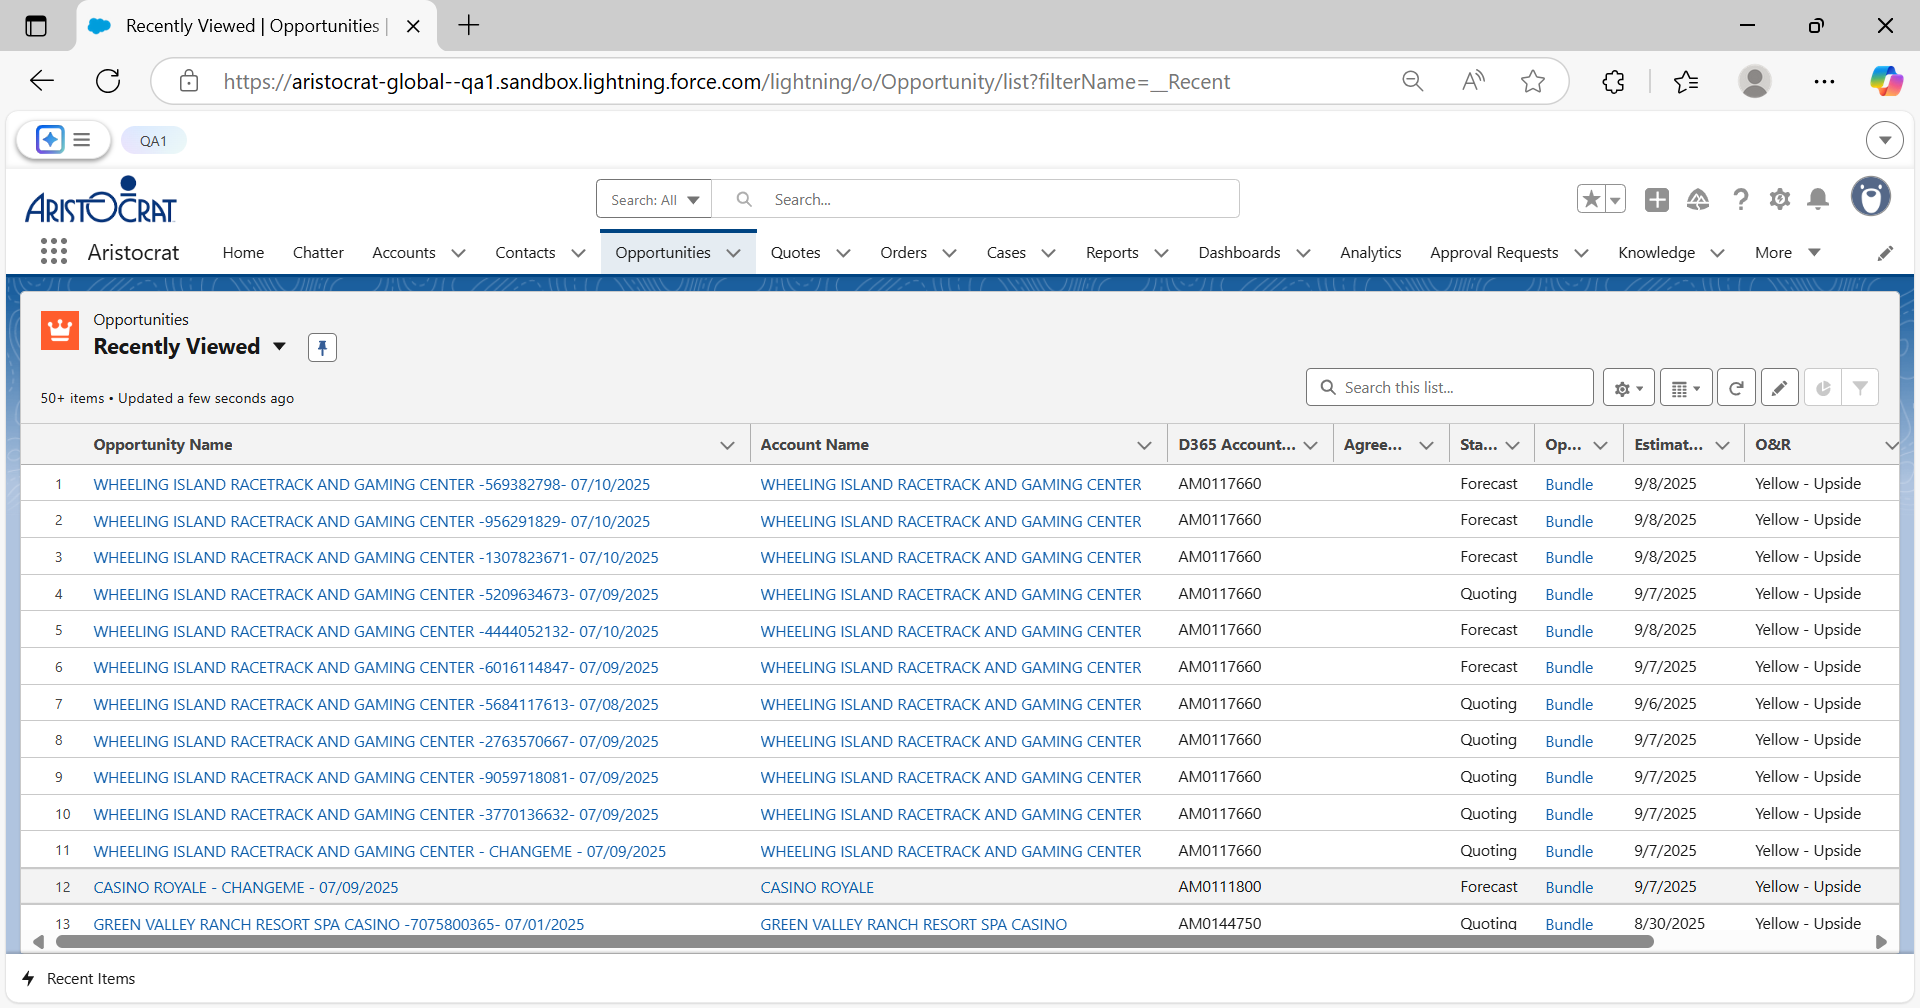 Recently Viewed | Opportunities |
https://aristocrat-global--qa1.sandbox.lightning.force.com/lightning/o/Opportunity/list?filterName=__Recent
QA1
ARISTOCRAT
Search: All
Search...
Aristocrat
Home
Chatter
Accounts
Contacts
Opportunities
Quotes
Orders
Cases
Reports
Dashboards
Analytics
Approval Requests
Knowledge
More
Opportunities
Recently Viewed
50+ items • Updated a few seconds ago
Search this list...
Opportunity Name Account Name D365 Account... Agree... Sta... Op... Estimat... O&R
1 WHEELING ISLAND RACETRACK AND GAMING CENTER -569382798- 07/10/2025 WHEELING ISLAND RACETRACK AND GAMING CENTER AM0117660 Forecast Bundle 9/8/2025 Yellow - Upside
2 WHEELING ISLAND RACETRACK AND GAMING CENTER -956291829- 07/10/2025 WHEELING ISLAND RACETRACK AND GAMING CENTER AM0117660 Forecast Bundle 9/8/2025 Yellow - Upside
3 WHEELING ISLAND RACETRACK AND GAMING CENTER -1307823671- 07/10/2025 WHEELING ISLAND RACETRACK AND GAMING CENTER AM0117660 Forecast Bundle 9/8/2025 Yellow - Upside
4 WHEELING ISLAND RACETRACK AND GAMING CENTER -5209634673- 07/09/2025 WHEELING ISLAND RACETRACK AND GAMING CENTER AM0117660 Quoting Bundle 9/7/2025 Yellow - Upside
5 WHEELING ISLAND RACETRACK AND GAMING CENTER -4444052132- 07/10/2025 WHEELING ISLAND RACETRACK AND GAMING CENTER AM0117660 Forecast Bundle 9/8/2025 Yellow - Upside
6 WHEELING ISLAND RACETRACK AND GAMING CENTER -6016114847- 07/09/2025 WHEELING ISLAND RACETRACK AND GAMING CENTER AM0117660 Forecast Bundle 9/7/2025 Yellow - Upside
7 WHEELING ISLAND RACETRACK AND GAMING CENTER -5684117613- 07/08/2025 WHEELING ISLAND RACETRACK AND GAMING CENTER AM0117660 Quoting Bundle 9/6/2025 Yellow - Upside
8 WHEELING ISLAND RACETRACK AND GAMING CENTER -2763570667- 07/09/2025 WHEELING ISLAND RACETRACK AND GAMING CENTER AM0117660 Quoting Bundle 9/7/2025 Yellow - Upside
9 WHEELING ISLAND RACETRACK AND GAMING CENTER -9059718081- 07/09/2025 WHEELING ISLAND RACETRACK AND GAMING CENTER AM0117660 Quoting Bundle 9/7/2025 Yellow - Upside
10 WHEELING ISLAND RACETRACK AND GAMING CENTER -3770136632- 07/09/2025 WHEELING ISLAND RACETRACK AND GAMING CENTER AM0117660 Quoting Bundle 9/7/2025 Yellow - Upside
11 WHEELING ISLAND RACETRACK AND GAMING CENTER - CHANGEME - 07/09/2025 WHEELING ISLAND RACETRACK AND GAMING CENTER AM0117660 Quoting Bundle 9/7/2025 Yellow - Upside
12 CASINO ROYALE - CHANGEME - 07/09/2025 CASINO ROYALE AM0111800 Forecast Bundle 9/7/2025 Yellow - Upside
13 GREEN VALLEY RANCH RESORT SPA CASINO -7075800365- 07/01/2025 GREEN VALLEY RANCH RESORT SPA CASINO AM0144750 Quoting Bundle 8/30/2025 Yellow - Upside
Recent Items